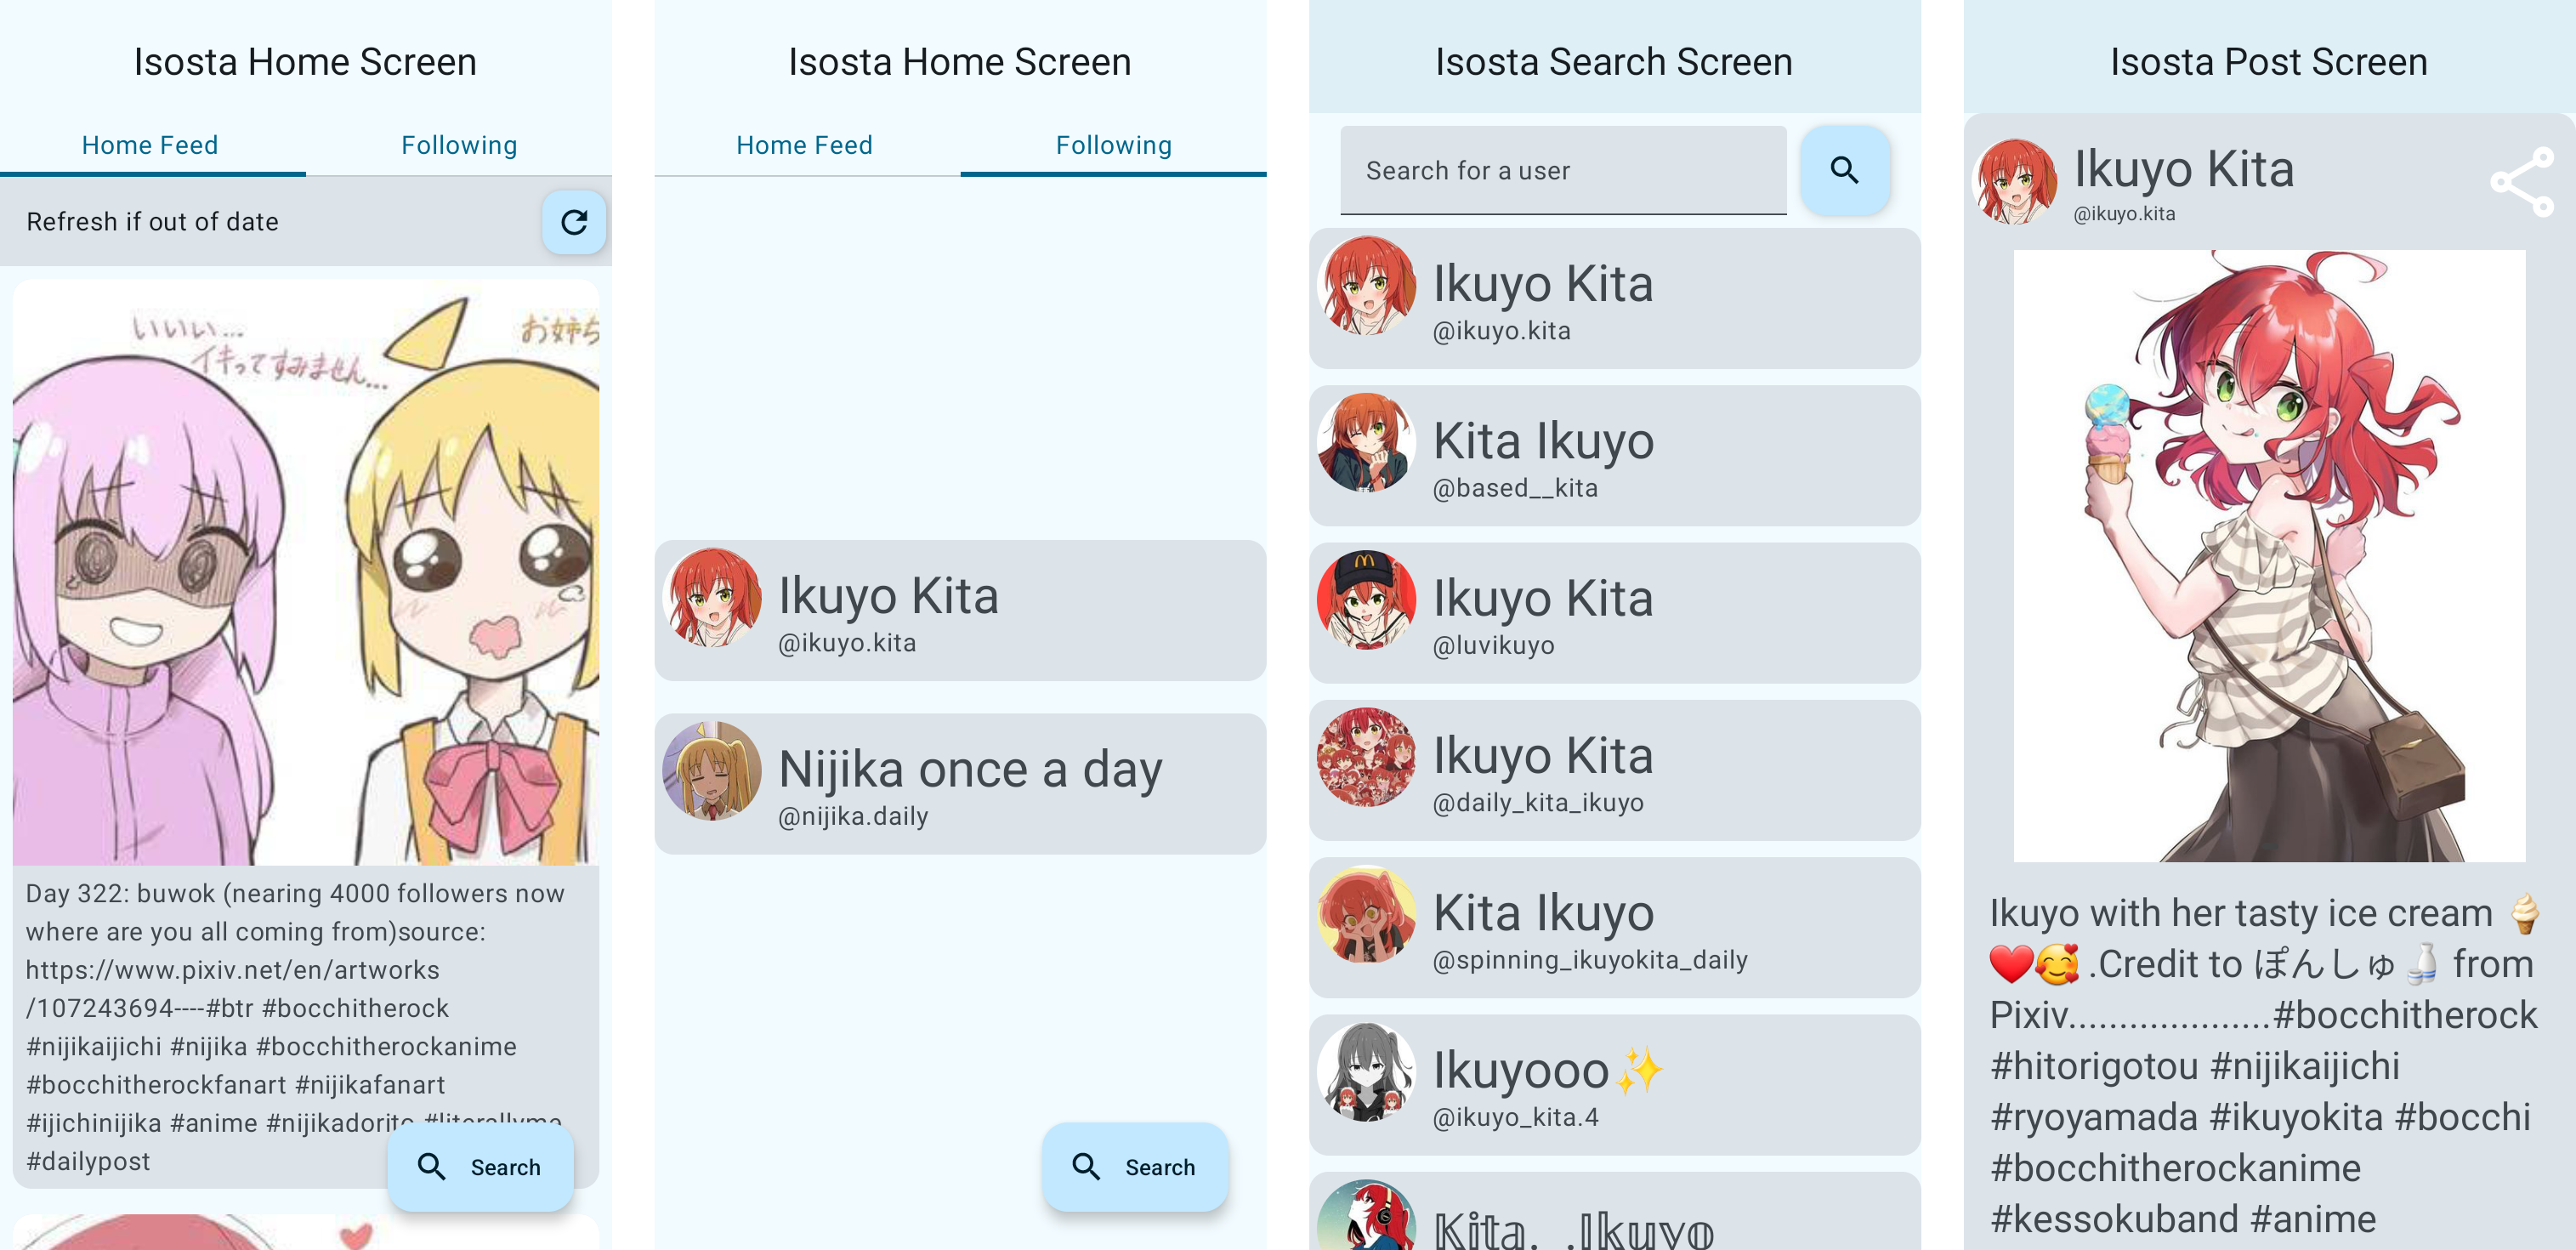 Isosta Home Screen
Home Feed
Following
Refresh if out of date
いいい...
イキってすみません...
お姉ち
Day 322: buwok (nearing 4000 followers now
where are you all coming from)source:
https://www.pixiv.net/en/artworks
/107243694----#btr #bocchitherock
#nijikaijichi #nijika #bocchitherockanime
#bocchitherockfanart #nijikafanart
#ijichinijika #anime #nijikadorito #literallyme
#dailypost
Search
Isosta Home Screen
Home Feed
Following
Ikuyo Kita
@ikuyo.kita
Nijika once a day
@nijika.daily
Search
Isosta Search Screen
Search for a user
Ikuyo Kita
@ikuyo.kita
Kita Ikuyo
@based__kita
Ikuyo Kita
@luvikuyo
Ikuyo Kita
@daily_kita_ikuyo
Kita Ikuyo
@spinning_ikuyokita_daily
Ikuyooo✨
@ikuyo_kita.4
𝕂𝕚𝕥𝕒. .𝕀𝕜𝕦𝕪𝕠
Isosta Post Screen
Ikuyo Kita
@ikuyo.kita
Ikuyo with her tasty ice cream 🍦
❤️🥰 .Credit to ぽんしゅ🍶 from
Pixiv....................#bocchitherock
#hitorigotou #nijikaijichi
#ryoyamada #ikuyokita #bocchi
#bocchitherockanime
#kessokuband #anime